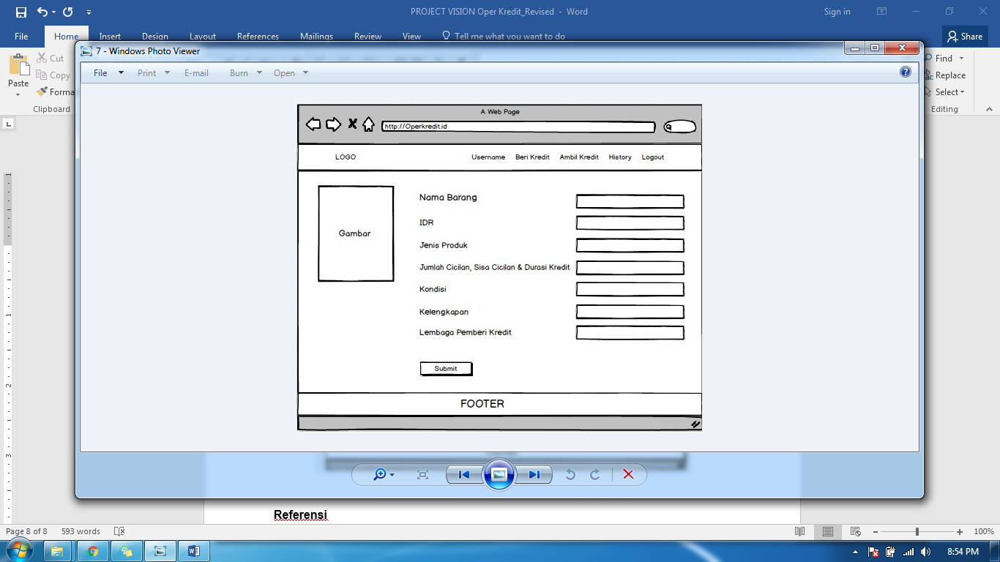 PROJECT VISION Oper Kredit_Revised - Word
Sign in
File Home Insert Design Layout References Mailings Review View Tell me what you want to do Share
Paste
Cut
Copy
Forma
Clipboard
Find
Replace
Select
Editing
7 - Windows Photo Viewer
File Print E-mail Burn Open
A Web Page
http://Operkredit.id
LOGO Username Beri Kredit Ambil Kredit History Logout
Gambar
Nama Barang
IDR
Jenis Produk
Jumlah Cicilan, Sisa Cicilan & Durasi Kredit
Kondisi
Kelengkapan
Lembaga Pemberi Kredit
Submit
FOOTER
Referensi
Page 8 of 8 593 words 100%
8:54 PM